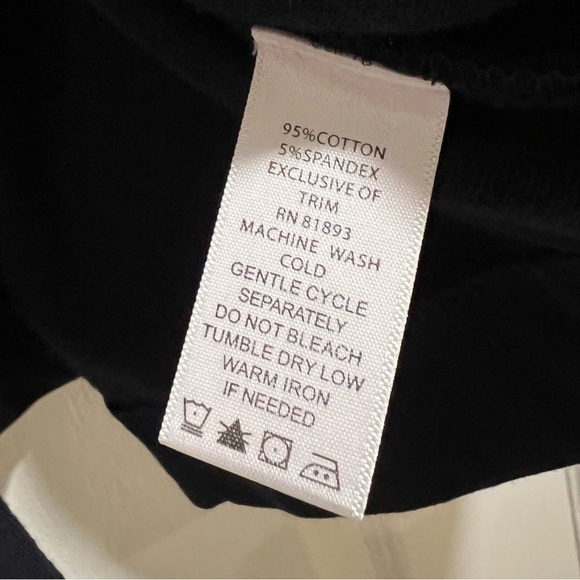 95%COTTON
5%SPANDEX
EXCLUSIVE OF
TRIM
RN 81893
MACHINE WASH
COLD
GENTLE CYCLE
SEPARATELY
DO NOT BLEACH
TUMBLE DRY LOW
WARM IRON
IF NEEDED